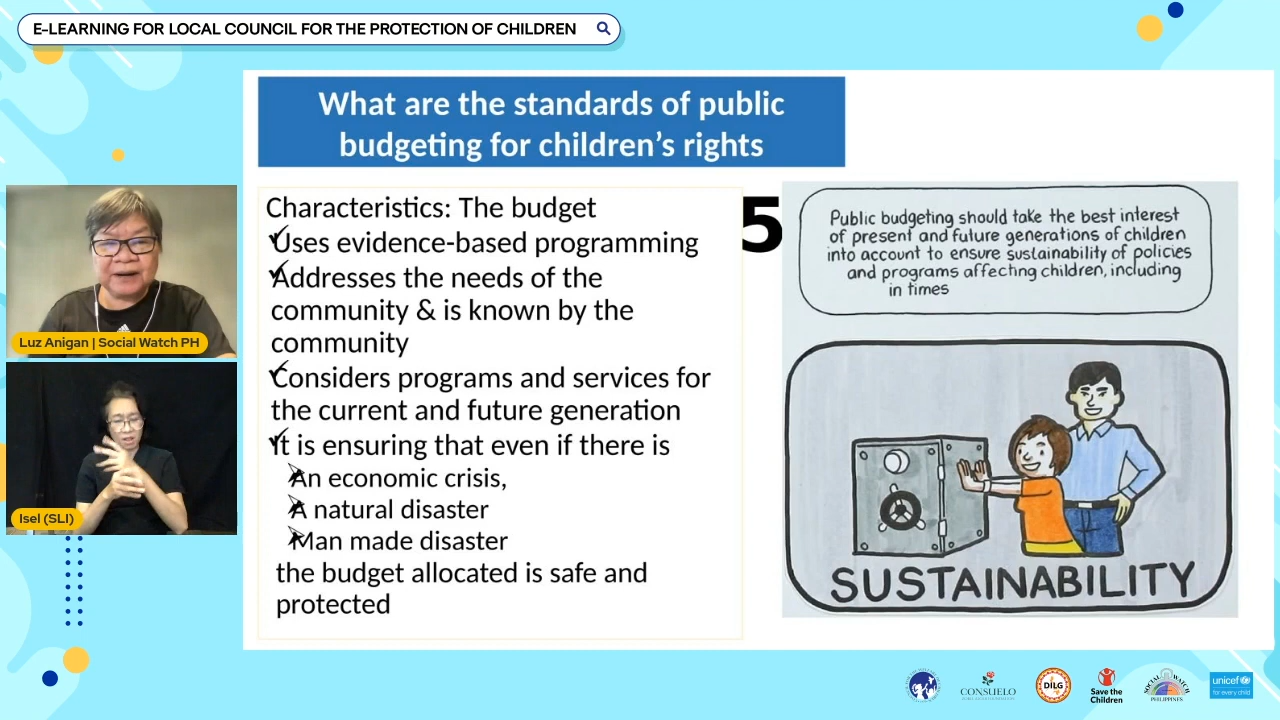 E-LEARNING FOR LOCAL COUNCIL FOR THE PROTECTION OF CHILDREN
What are the standards of public
budgeting for children's rights
Characteristics: The budget
Uses evidence-based programming
Addresses the needs of the
community & is known by the
community
Considers programs and services for
the current and future generation
It is ensuring that even if there is
An economic crisis,
A natural disaster
Man made disaster
the budget allocated is safe and
protected
5
Public budgeting should take the best interest
of present and future generations of children
into account to ensure sustainability of policies
and programs affecting children, including
in times
SUSTAINABILITY
Luz Anigan | Social Watch PH
Isel (SLI)
CONSUELO
DILG
Save the
Children
SOCIAL WATCH
PHILIPPINES
unicef
for every child